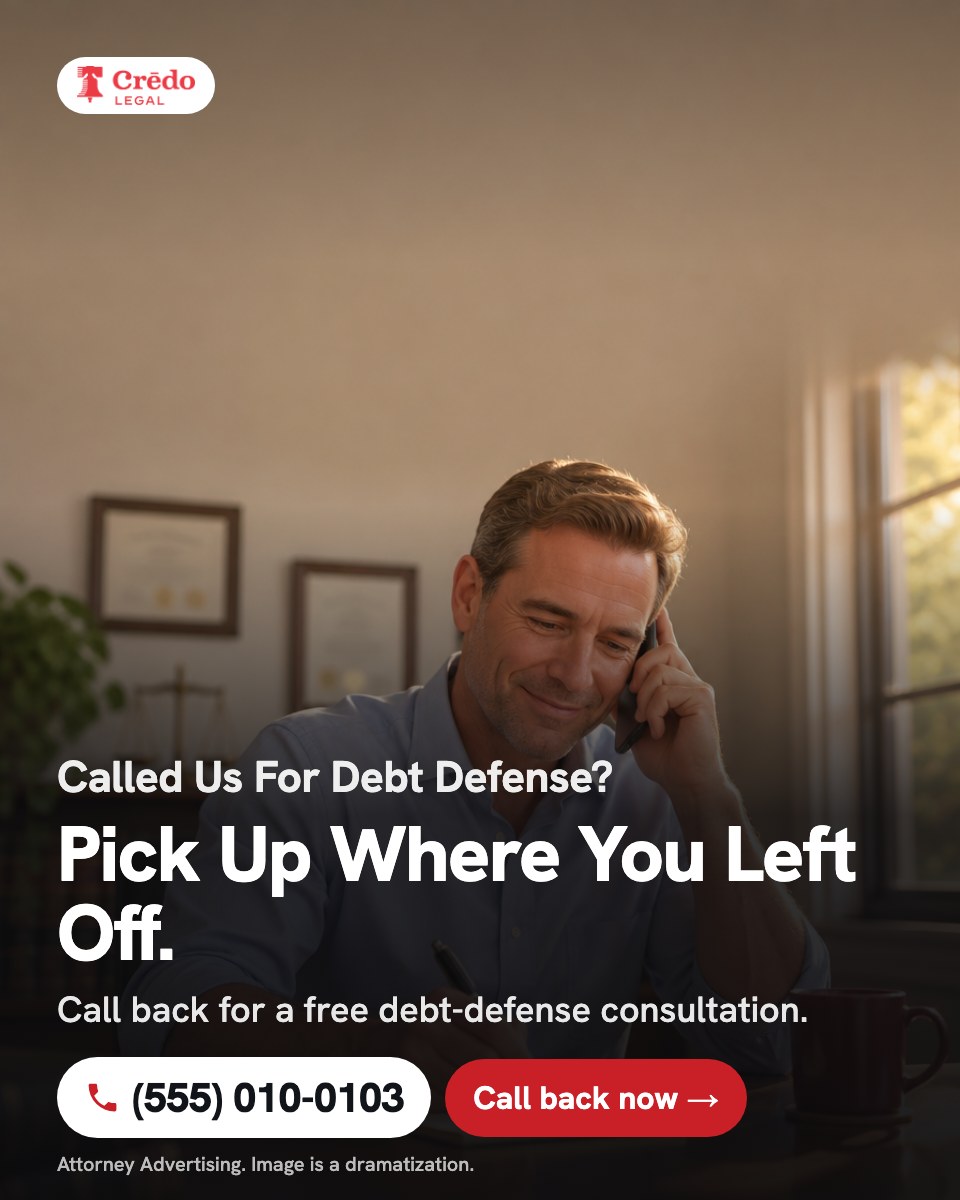 Crēdo
LEGAL
Called Us For Debt Defense?
Pick Up Where You Left
Off.
Call back for a free debt-defense consultation.
(555) 010-0103
Call back now →
Attorney Advertising. Image is a dramatization.